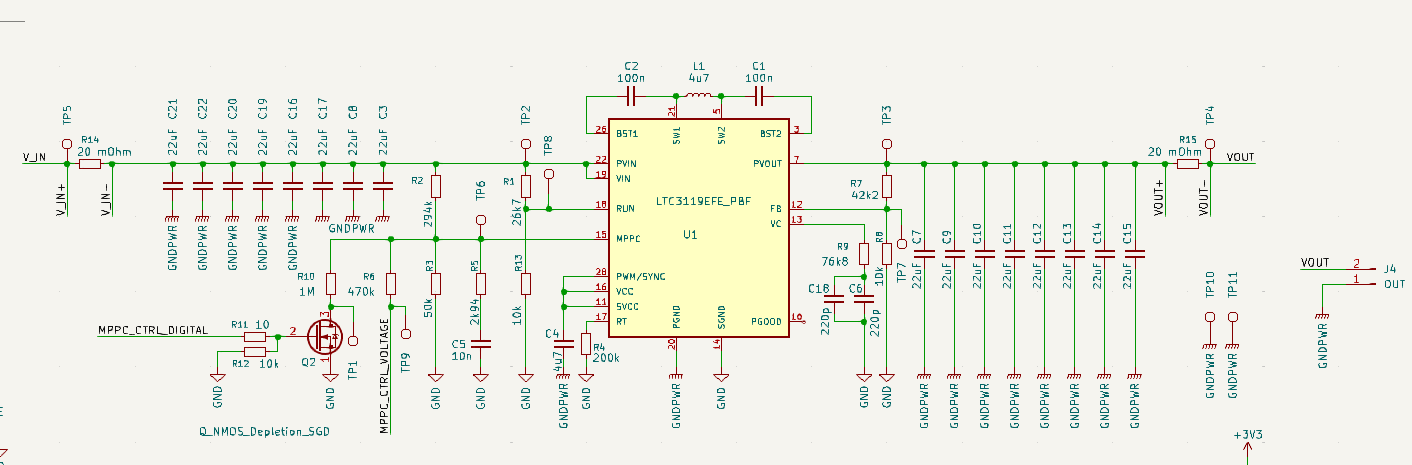 C2
100n
L1
4u7
C1
100n
TP5
22uF C21
22uF C22
22uF C20
22uF C19
22uF C16
22uF C17
22uF C8
22uF C3
TP2
TP8
TP3
TP4
21
5
26
BST1
SW1
SW2
BST2
3
R14
20 mOhm
R15
20 mOhm
V_IN
22
PVIN
PVOUT
7
VOUT
19
VIN
V_IN+
V_IN-
R2
294k
TP6
R1
26k7
R7
42k2
VOUT+
VOUT-
18
RUN
LTC3119EFE_PBF
FB
12
VC
13
GNDPWR
GNDPWR
GNDPWR
GNDPWR
GNDPWR
GNDPWR
15
MPPC
U1
R9
76k8
R8
10k
TP7
22uF C7
22uF C9
22uF C10
22uF C11
22uF C12
22uF C13
22uF C14
22uF C15
R10
1M
R6
470k
R3
50k
R5
2k94
R13
10k
28
PWM/SYNC
16
VCC
11
SVCC
17
RT
PGND
SGND
PGOOD
10
20
14
C18
220p
C6
220p
TP10
TP11
VOUT
2
1
J4
OUT
MPPC_CTRL_DIGITAL
R11 10
R12 10k
2
3
1
Q2
TP1
MPPC_CTRL_VOLTAGE
TP9
C5
10n
C4
4u7
R4
200k
GND
GND
GND
GND
GND
GNDPWR
GND
GNDPWR
GND
GND
GND
GNDPWR
GNDPWR
GNDPWR
GNDPWR
GNDPWR
GNDPWR
GNDPWR
GNDPWR
GNDPWR
GNDPWR
GNDPWR
Q_NMOS_Depletion_SGD
+3V3